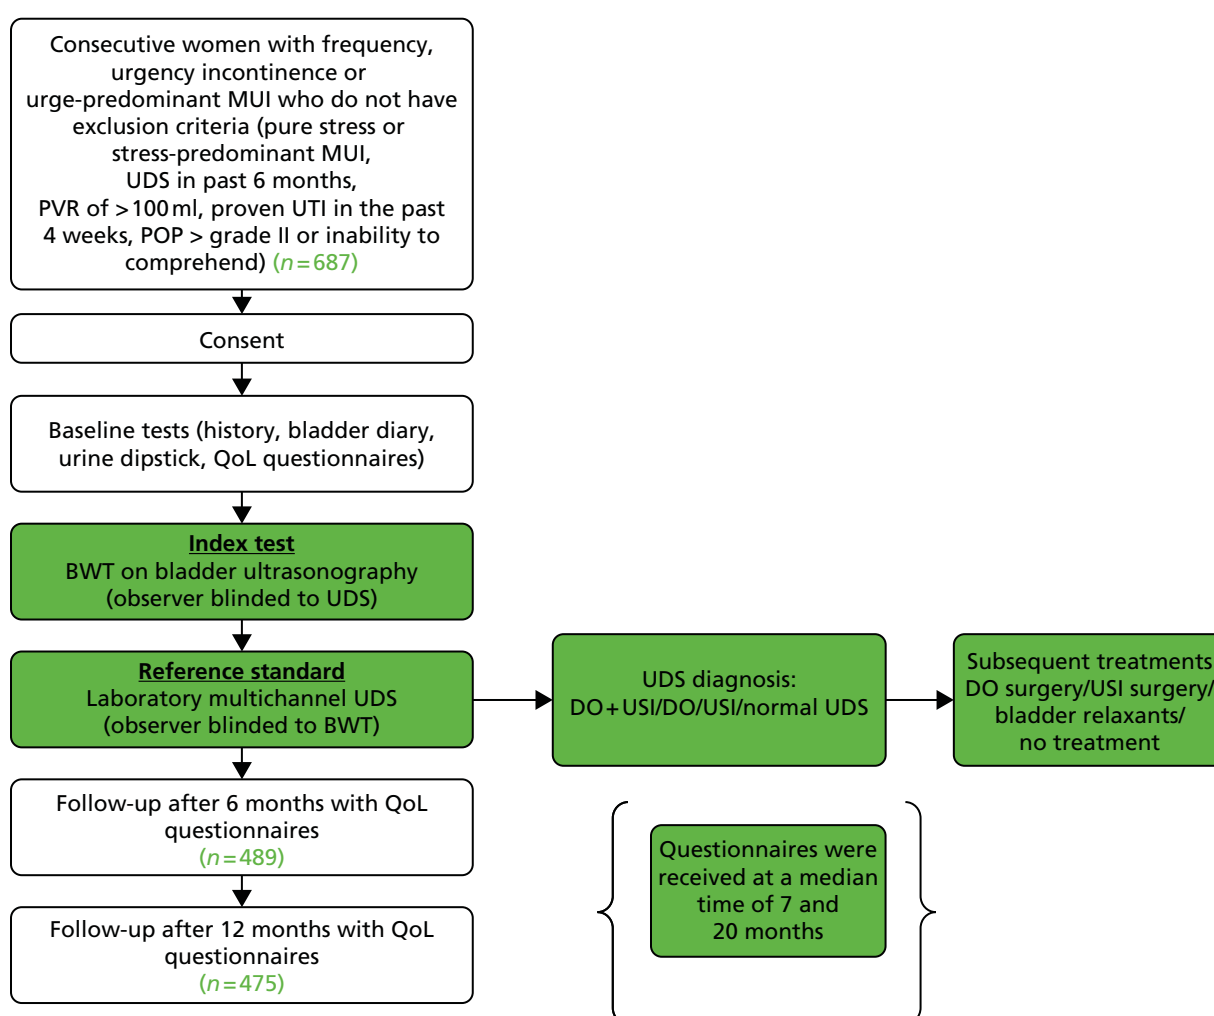 Consecutive women with frequency,
urgency incontinence or
urge-predominant MUI who do not have
exclusion criteria (pure stress or
stress-predominant MUI,
UDS in past 6 months,
PVR of >100 ml, proven UTI in the past
4 weeks, POP > grade II or inability to
comprehend) (n=687)
Consent
Baseline tests (history, bladder diary,
urine dipstick, QoL questionnaires)
Index test
BWT on bladder ultrasonography
(observer blinded to UDS)
Reference standard
Laboratory multichannel UDS
(observer blinded to BWT)
UDS diagnosis:
DO+USI/DO/USI/normal UDS
Subsequent treatments
DO surgery/USI surgery/
bladder relaxants/
no treatment
Follow-up after 6 months with QoL
questionnaires
(n=489)
Follow-up after 12 months with QoL
questionnaires
(n=475)
Questionnaires were
received at a median
time of 7 and
20 months